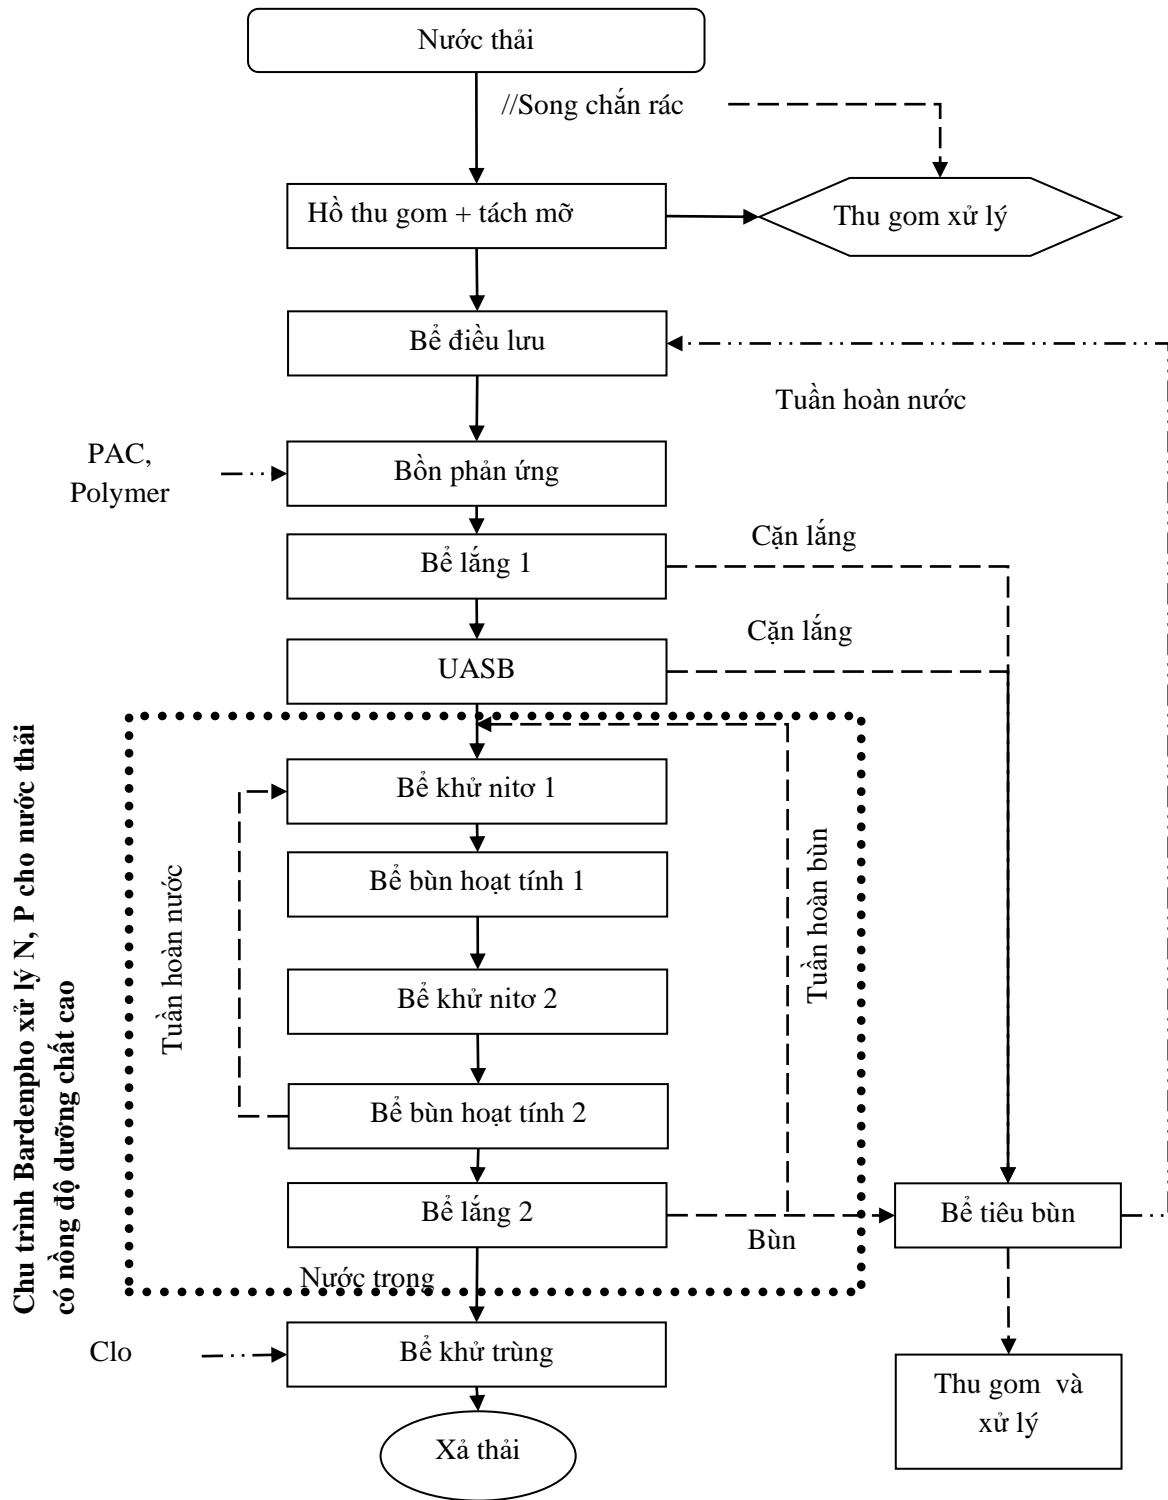 Nước thải
//Song chắn rác
Hồ thu gom + tách mỡ
Thu gom xử lý
Bể điều lưu
Tuần hoàn nước
PAC,
Polymer
Bồn phản ứng
Cặn lắng
Bể lắng 1
Cặn lắng
UASB
Chu trình Bardenpho xử lý N, P cho nước thải
có nồng độ dưỡng chất cao
Bể khử nitơ 1
Tuần hoàn nước
Bể bùn hoạt tính 1
Tuần hoàn bùn
Bể khử nitơ 2
Bể bùn hoạt tính 2
Bể lắng 2
Bùn
Bể tiêu bùn
Nước trong
Clo
Bể khử trùng
Thu gom và
xử lý
Xả thải